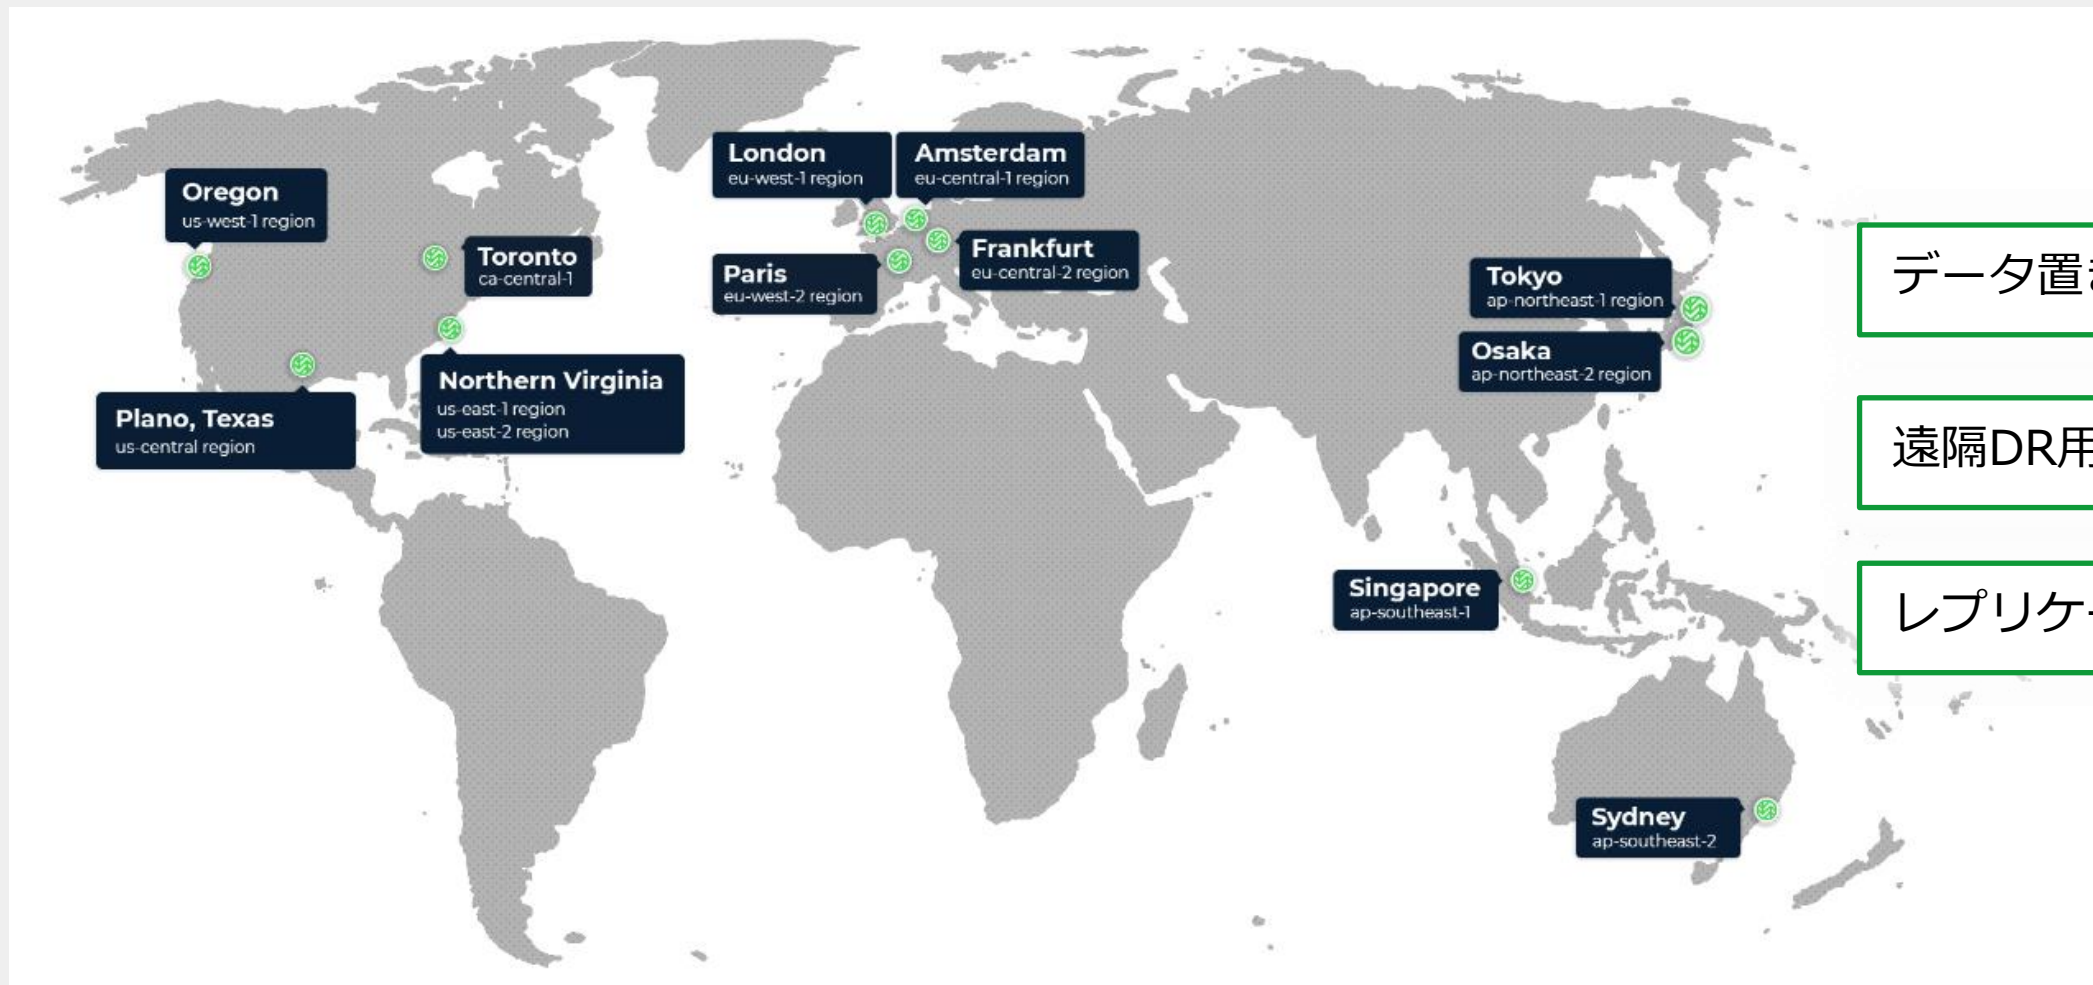 Oregon
us-west-1 region
Toronto
ca-central-1
Northern Virginia
us-east-1 region
us-east-2 region
Plano, Texas
us-central region
London
eu-west-1 region
Amsterdam
eu-central-1 region
Paris
eu-west-2 region
Frankfurt
eu-central-2 region
Tokyo
ap-northeast-1 region
Osaka
ap-northeast-2 region
Singapore
ap-southeast-1
Sydney
ap-southeast-2
データ置
遠隔DR用
レプリケー